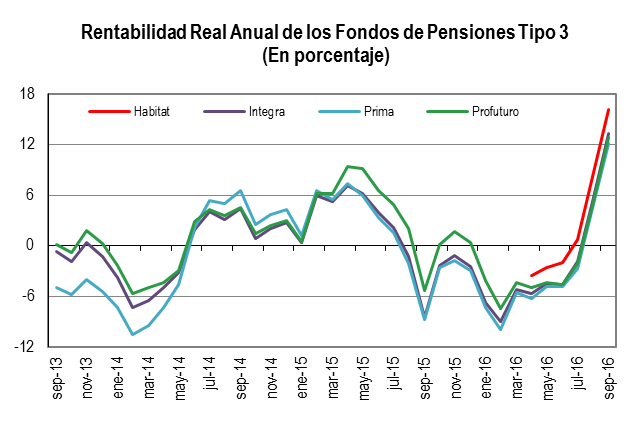 Rentabilidad Real Anual de los Fondos de Pensiones Tipo 3
(En porcentaje)
18
Habitat Integra Prima Profuturo
12
6
0
-6
-12
sep-13 nov-13 ene-14 mar-14 may-14 jul-14 sep-14 nov-14 ene-15 mar-15 may-15 jul-15 sep-15 nov-15 ene-16 mar-16 may-16 jul-16 sep-16